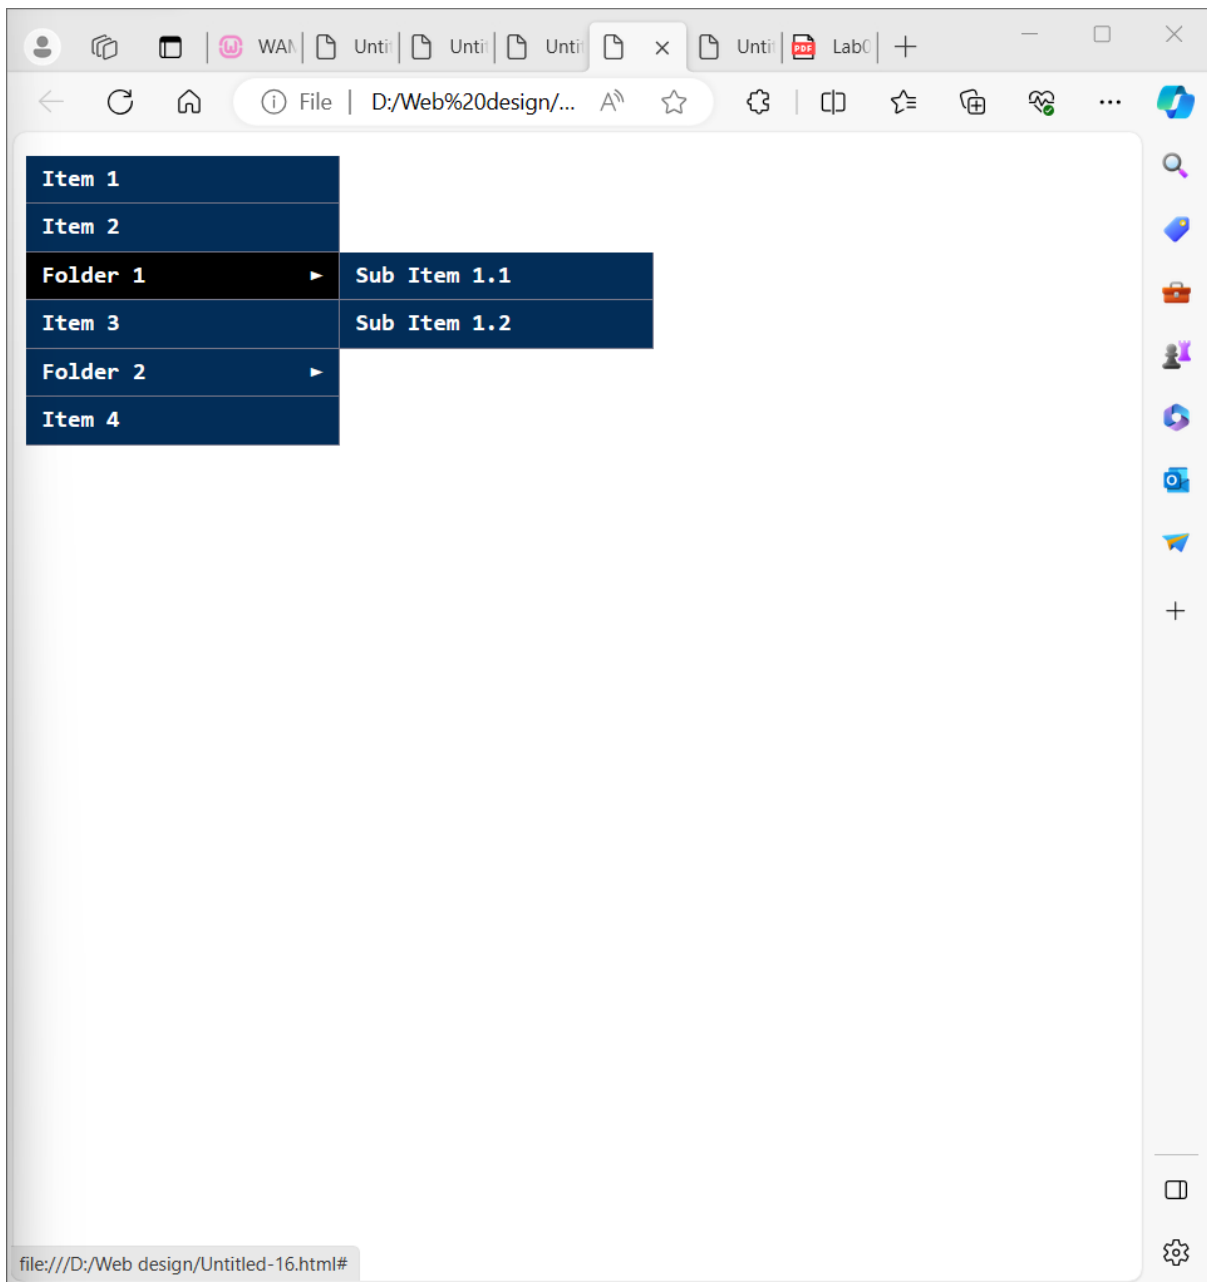 WAM Unti Unti Unti Unti Lab0
File D:/Web%20design/...
Item 1
Item 2
Folder 1 ► Sub Item 1.1
Item 3 Sub Item 1.2
Folder 2 ►
Item 4
file:///D:/Web design/Untitled-16.html#